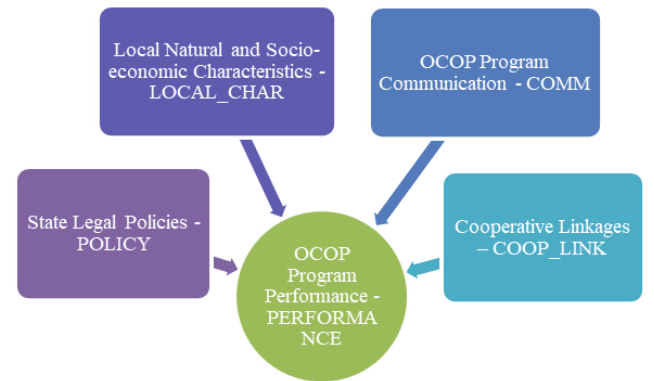 Local Natural and Socio-
economic Characteristics -
LOCAL_CHAR
OCOP Program
Communication - COMM
State Legal Policies -
POLICY
Cooperative Linkages
– COOP_LINK
OCOP
Program
Performance -
PERFORMA
NCE